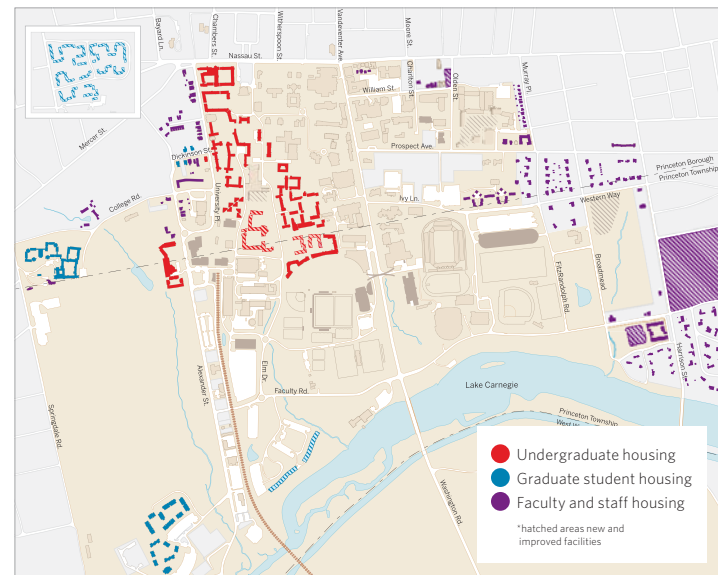 Bayard Ln.
Chambers St.
Witherspoon St.
Vandeventer Ave.
Moore St.
Nassau St.
Charlton St.
Olden St.
Murray Pl.
William St.
Mercer St.
Dickinson St.
Prospect Ave.
Princeton Borough
Princeton Township
College Rd.
University Pl.
Ivy Ln.
Western Way
FitzRandolph Rd.
Broadmead
Harrison St.
Alexander St.
Elm Dr.
Faculty Rd.
Lake Carnegie
Springdale Rd.
Washington Rd.
Princeton Township
Undergraduate housing
Graduate student housing
Faculty and staff housing
*hatched areas new and
improved facilities